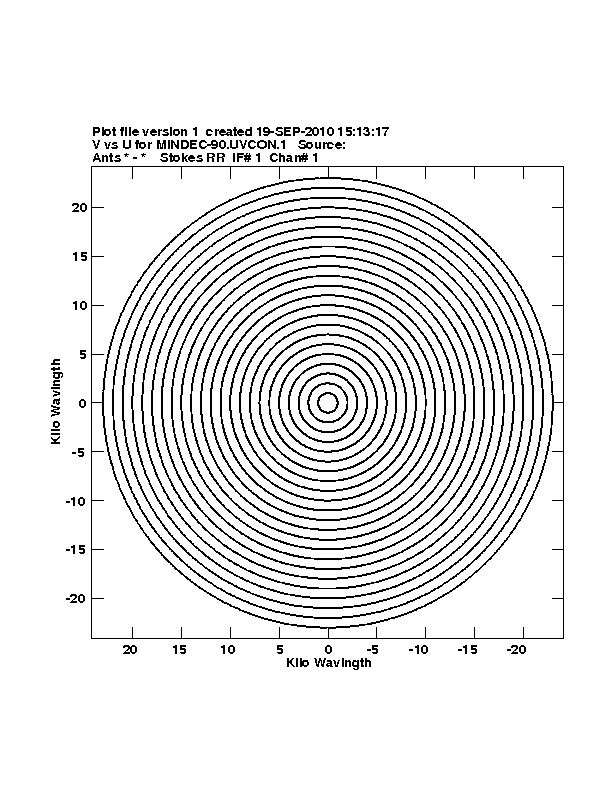 Plot file version 1 created 19-SEP-2010 15:13:17
V vs U for MINDEC-90.UVCON.1 Source:
Ants * - * Stokes RR IF# 1 Chan# 1
20
15
10
5
0
-5
-10
-15
-20
Kilo Wavlngth
20 15 10 5 0 -5 -10 -15 -20
Kilo Wavlngth